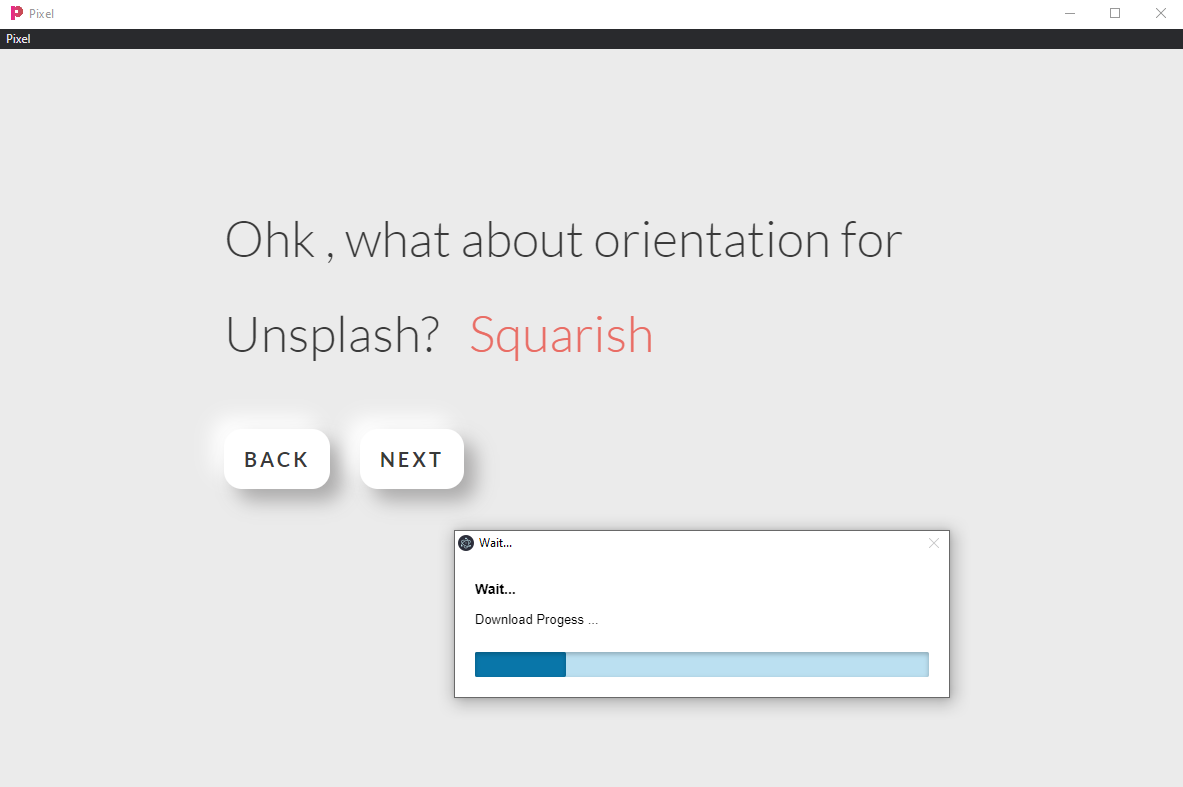 Pixel
Pixel
Ohk , what about orientation for
Unsplash? Squarish
BACK NEXT
Wait...
Wait...
Download Progess ...